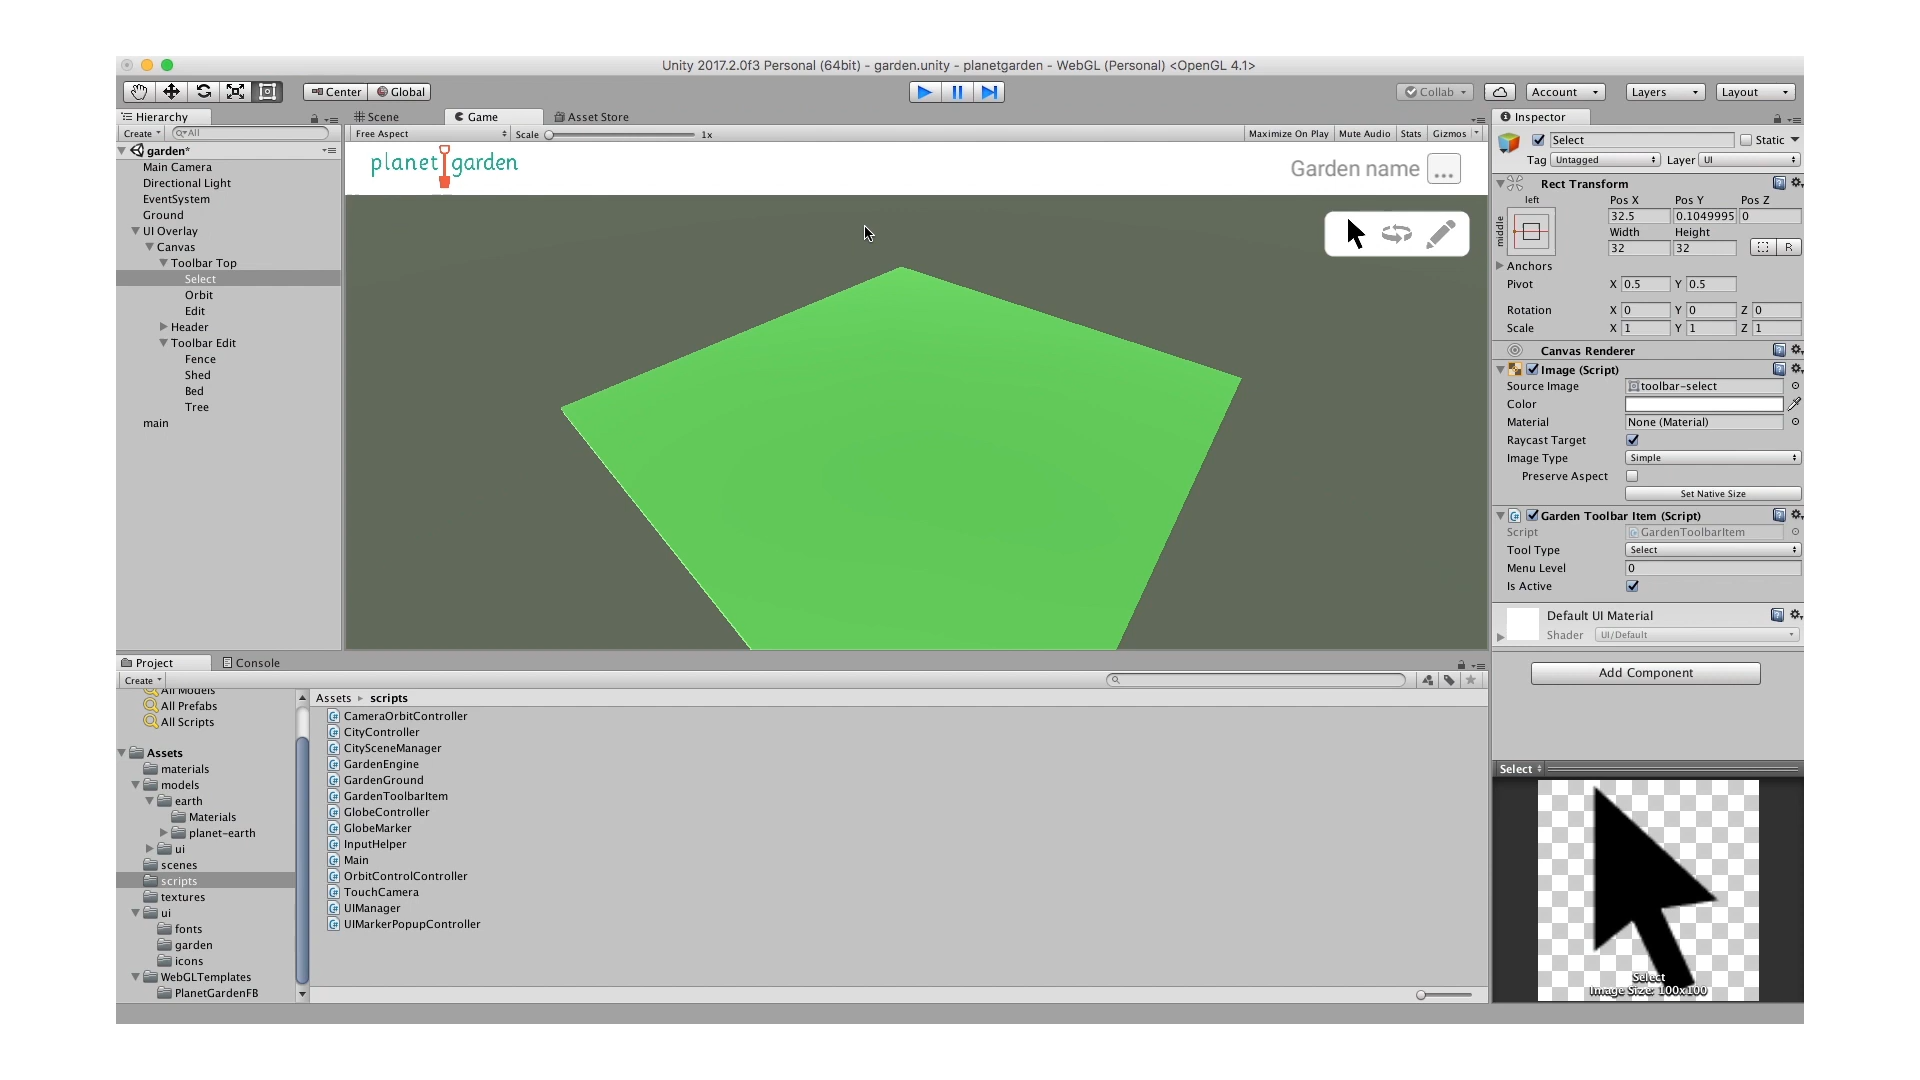 Unity 2017.2.0f3 Personal (64bit) - garden.unity - planetgarden - WebGL (Personal) <OpenGL 4.1>
Center Global
Collab Account Layers Layout
Hierarchy
Create All
garden*
Main Camera
Directional Light
EventSystem
Ground
UI Overlay
Canvas
Toolbar Top
Select
Orbit
Edit
Header
Toolbar Edit
Fence
Shed
Bed
Tree
main
Scene Game Asset Store
Free Aspect Scale 1x Maximize On Play Mute Audio Stats Gizmos
planet garden
Garden name ...
Inspector
Select Static
Tag Untagged Layer UI
Rect Transform
left Pos X Pos Y Pos Z
middle 32.5 0.1049995 0
Width Height
32 32 R
Anchors
Pivot X 0.5 Y 0.5
Rotation X 0 Y 0 Z 0
Scale X 1 Y 1 Z 1
Canvas Renderer
Image (Script)
Source Image toolbar-select
Color
Material None (Material)
Raycast Target
Image Type Simple
Preserve Aspect
Set Native Size
Garden Toolbar Item (Script)
Script GardenToolbarItem
Tool Type Select
Menu Level 0
Is Active
Default UI Material
Shader UI/Default
Add Component
Select
Select
Image Size: 100x100
Project Console
Create
All Models
All Prefabs
All Scripts
Assets
materials
models
earth
Materials
planet-earth
ui
scenes
scripts
textures
ui
fonts
garden
icons
WebGLTemplates
PlanetGardenFB
Assets scripts
CameraOrbitController
CityController
CitySceneManager
GardenEngine
GardenGround
GardenToolbarItem
GlobeController
GlobeMarker
InputHelper
Main
OrbitControlController
TouchCamera
UIManager
UIMarkerPopupController